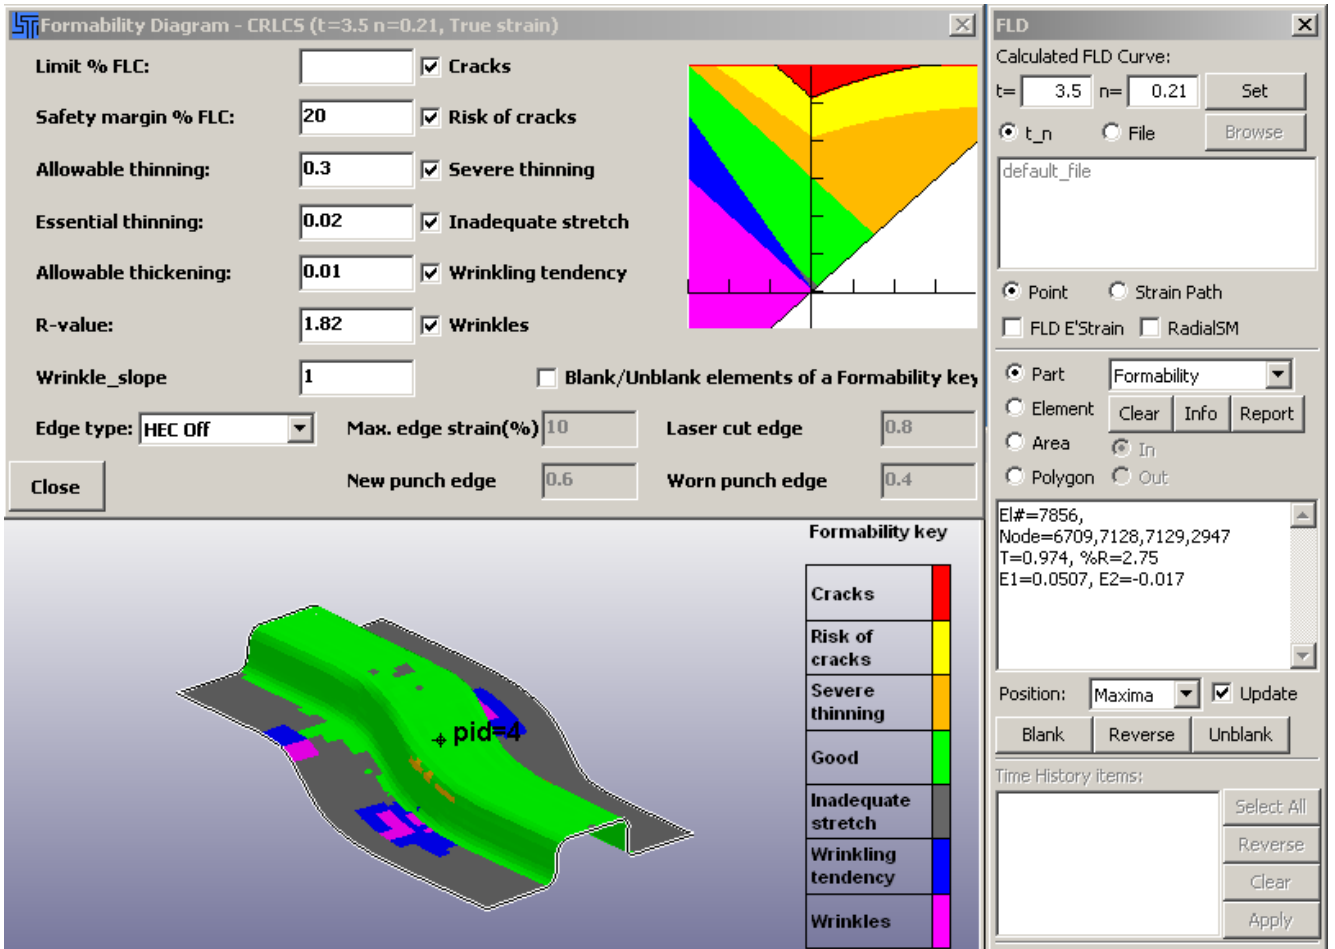 Formability Diagram - CRLCS (t=3.5 n=0.21, True strain)
Limit % FLC:
Cracks
Safety margin % FLC:
20
Risk of cracks
Allowable thinning:
0.3
Severe thinning
Essential thinning:
0.02
Inadequate stretch
Allowable thickening:
0.01
Wrinkling tendency
R-value:
1.82
Wrinkles
Wrinkle_slope
1
Blank/Unblank elements of a Formability key
Edge type:
HEC Off
Max. edge strain(%)
10
Laser cut edge
0.8
Close
New punch edge
0.6
Worn punch edge
0.4
pid=4
Formability key
Cracks
Risk of
cracks
Severe
thinning
Good
Inadequate
stretch
Wrinkling
tendency
Wrinkles
FLD
Calculated FLD Curve:
t= 3.5 n= 0.21 Set
t_n File Browse
default_file
Point Strain Path
FLD E'Strain RadialSM
Part Formability
Element Clear Info Report
Area In
Polygon Out
El#=7856,
Node=6709,7128,7129,2947
T=0.974, %R=2.75
E1=0.0507, E2=-0.017
Position: Maxima Update
Blank Reverse Unblank
Time History items:
Select All
Reverse
Clear
Apply